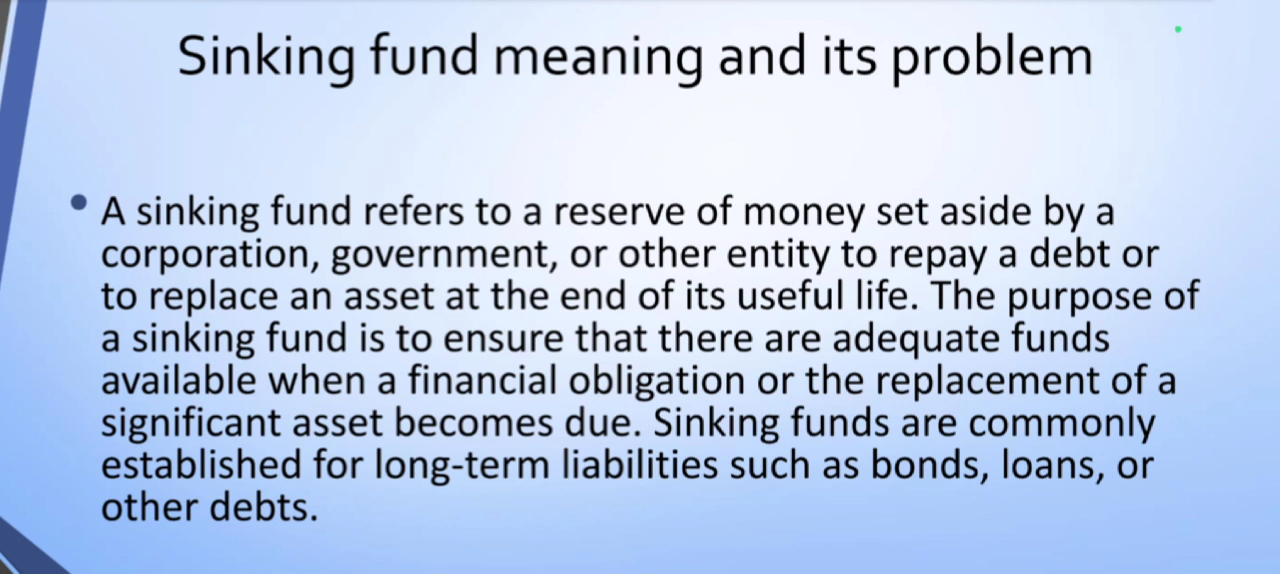 Sinking fund meaning and its problem
• A sinking fund refers to a reserve of money set aside by a
corporation, government, or other entity to repay a debt or
to replace an asset at the end of its useful life. The purpose of
a sinking fund is to ensure that there are adequate funds
available when a financial obligation or the replacement of a
significant asset becomes due. Sinking funds are commonly
established for long-term liabilities such as bonds, loans, or
other debts.